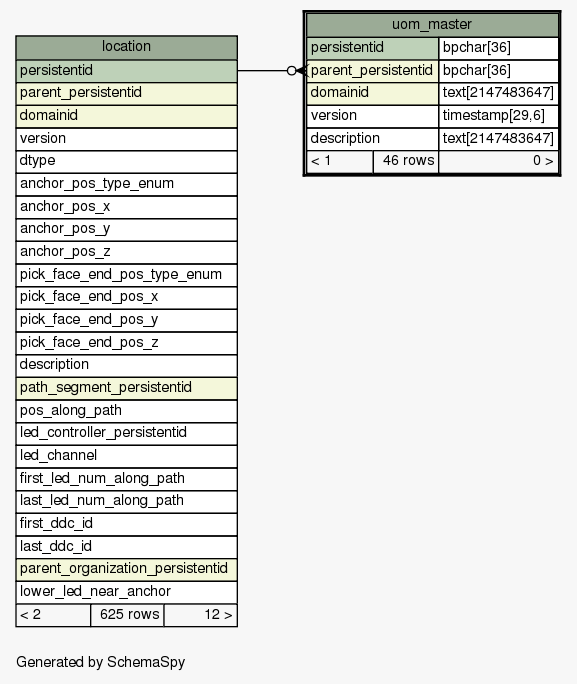 location
persistentid
parent_persistentid
domainid
version
dtype
anchor_pos_type_enum
anchor_pos_x
anchor_pos_y
anchor_pos_z
pick_face_end_pos_type_enum
pick_face_end_pos_x
pick_face_end_pos_y
pick_face_end_pos_z
description
path_segment_persistentid
pos_along_path
led_controller_persistentid
led_channel
first_led_num_along_path
last_led_num_along_path
first_ddc_id
last_ddc_id
parent_organization_persistentid
lower_led_near_anchor
< 2 625 rows 12 >
uom_master
persistentid bpchar[36]
parent_persistentid bpchar[36]
domainid text[2147483647]
version timestamp[29,6]
description text[2147483647]
< 1 46 rows 0 >
Generated by SchemaSpy